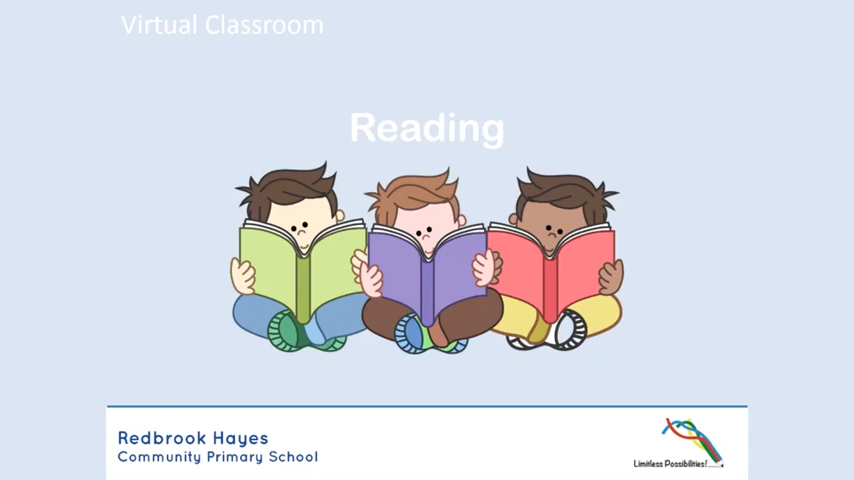 Virtual Classroom
Reading
Redbrook Hayes
Community Primary School
Limitless Possibilities!